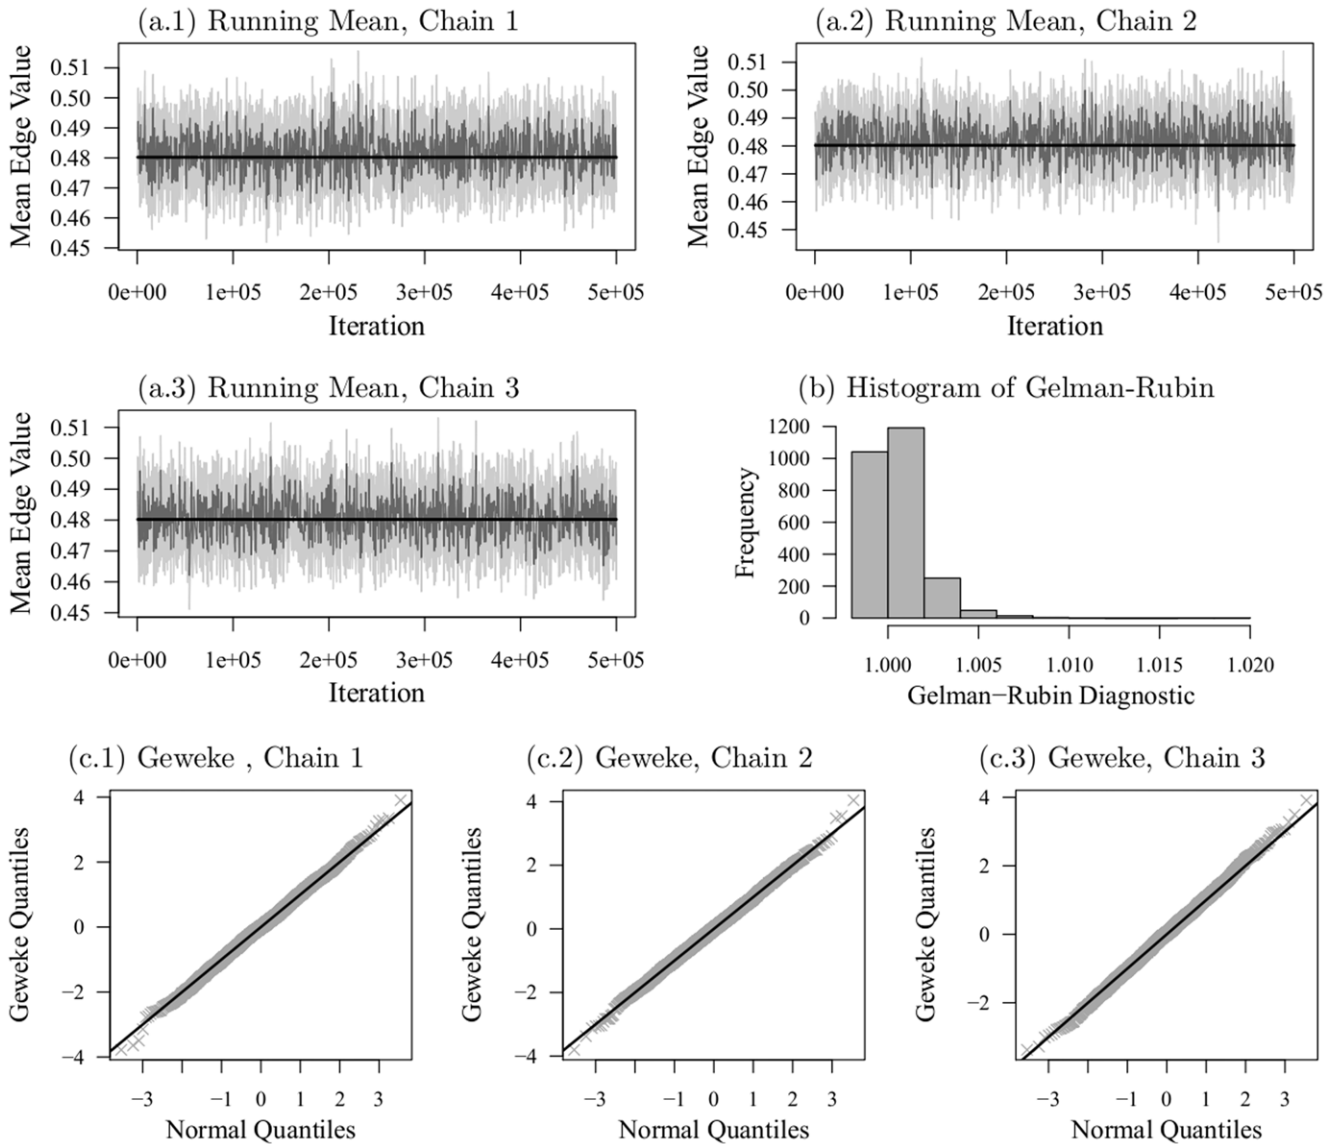 (a.1) Running Mean, Chain 1
Mean Edge Value
0.51
0.50
0.49
0.48
0.47
0.46
0.45
0e+00 1e+05 2e+05 3e+05 4e+05 5e+05
Iteration
(a.2) Running Mean, Chain 2
Mean Edge Value
0.51
0.50
0.49
0.48
0.47
0.46
0.45
0e+00 1e+05 2e+05 3e+05 4e+05 5e+05
Iteration
(a.3) Running Mean, Chain 3
Mean Edge Value
0.51
0.50
0.49
0.48
0.47
0.46
0.45
0e+00 1e+05 2e+05 3e+05 4e+05 5e+05
Iteration
(b) Histogram of Gelman-Rubin
Frequency
1200
1000
800
600
400
200
0
1.000 1.005 1.010 1.015 1.020
Gelman−Rubin Diagnostic
(c.1) Geweke , Chain 1
Geweke Quantiles
4
2
0
−2
−4
−3 −1 0 1 2 3
Normal Quantiles
(c.2) Geweke, Chain 2
Geweke Quantiles
4
2
0
−2
−4
−3 −1 0 1 2 3
Normal Quantiles
(c.3) Geweke, Chain 3
Geweke Quantiles
4
2
0
−2
−3 −1 0 1 2 3
Normal Quantiles